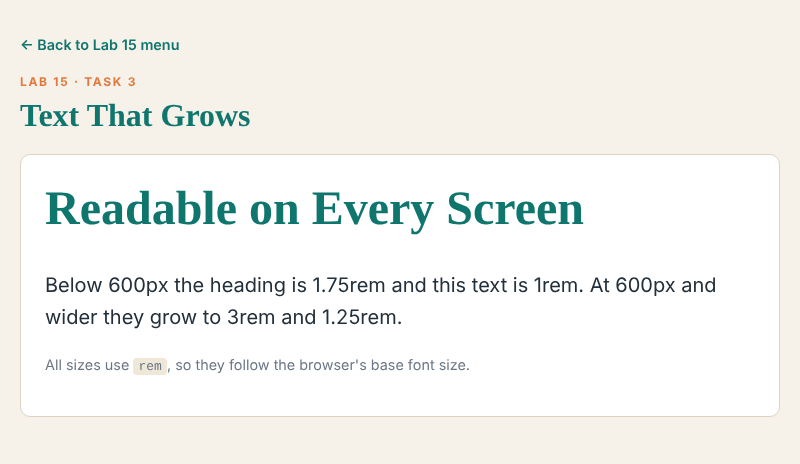 ← Back to Lab 15 menu
LAB 15 · TASK 3
Text That Grows
Readable on Every Screen
Below 600px the heading is 1.75rem and this text is 1rem. At 600px and
wider they grow to 3rem and 1.25rem.
All sizes use rem, so they follow the browser's base font size.